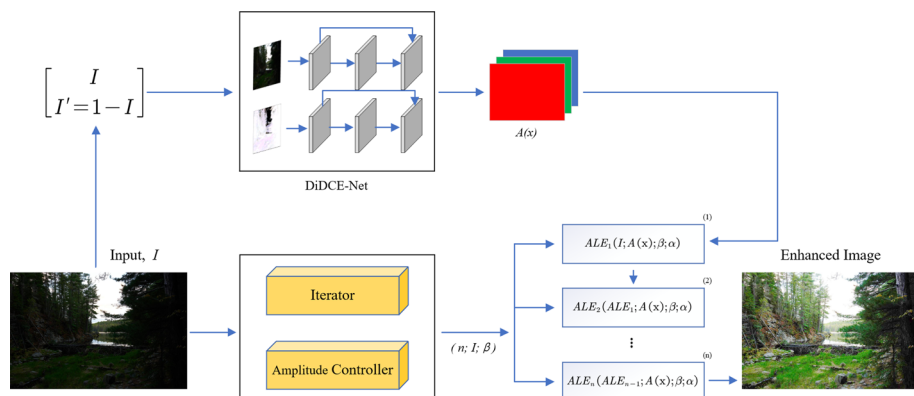 I
I′=1−I
DiDCE-Net
A(x)
Input, I
Iterator
Amplitude Controller
(n; I; β)
(1)
ALE₁(I;A(x);β;α)
(2)
ALE₂(ALE₁;A(x);β;α)
⋮
(n)
ALEₙ(ALEₙ₋₁;A(x);β;α)
Enhanced Image